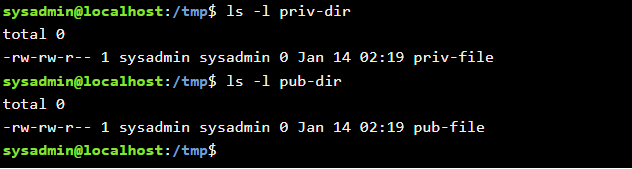 sysadmin@localhost:/tmp$ ls -l priv-dir
total 0
-rw-rw-r-- 1 sysadmin sysadmin 0 Jan 14 02:19 priv-file
sysadmin@localhost:/tmp$ ls -l pub-dir
total 0
-rw-rw-r-- 1 sysadmin sysadmin 0 Jan 14 02:19 pub-file
sysadmin@localhost:/tmp$